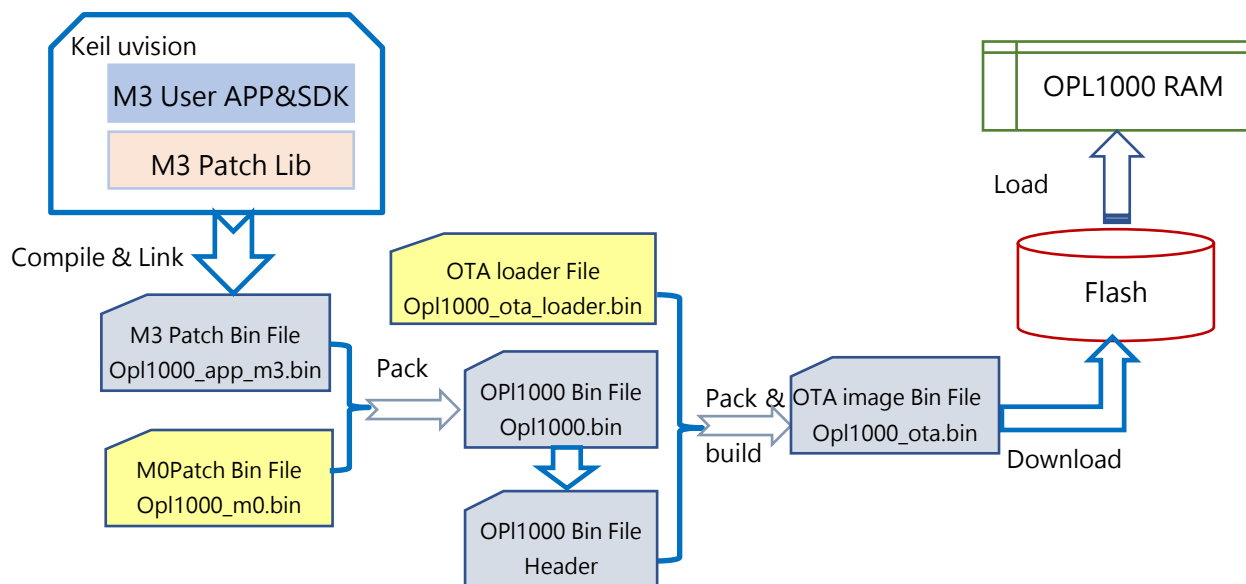 Keil uvision
M3 User APP&SDK
M3 Patch Lib
Compile & Link
M3 Patch Bin File
Opl1000_app_m3.bin
M0Patch Bin File
Opl1000_m0.bin
Pack
OTA loader File
Opl1000_ota_loader.bin
OPl1000 Bin File
Opl1000.bin
OPl1000 Bin File
Header
Pack &
build
OTA image Bin File
Opl1000_ota.bin
Download
Flash
Load
OPL1000 RAM